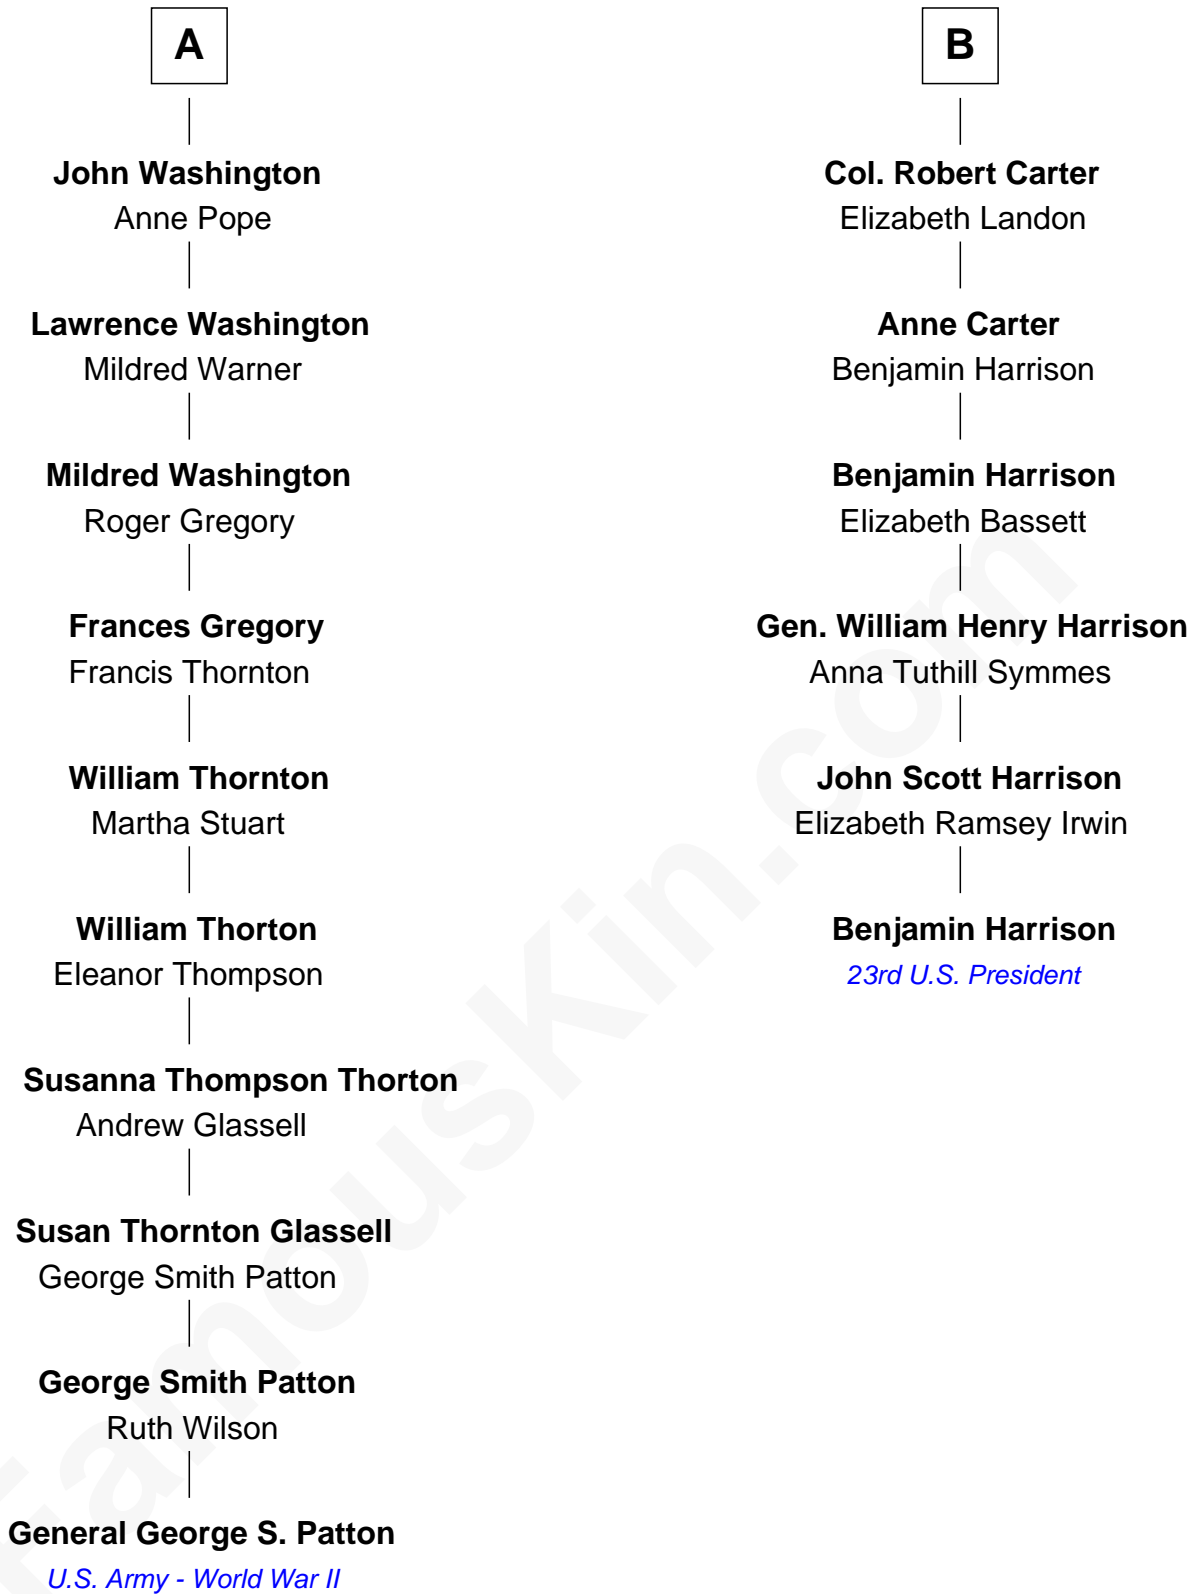 A
John Washington
Anne Pope
Lawrence Washington
Mildred Warner
Mildred Washington
Roger Gregory
Frances Gregory
Francis Thornton
William Thornton
Martha Stuart
William Thorton
Eleanor Thompson
Susanna Thompson Thorton
Andrew Glassell
Susan Thornton Glassell
George Smith Patton
George Smith Patton
Ruth Wilson
General George S. Patton
U.S. Army - World War II
B
Col. Robert Carter
Elizabeth Landon
Anne Carter
Benjamin Harrison
Benjamin Harrison
Elizabeth Bassett
Gen. William Henry Harrison
Anna Tuthill Symmes
John Scott Harrison
Elizabeth Ramsey Irwin
Benjamin Harrison
23rd U.S. President
FamousKin.com